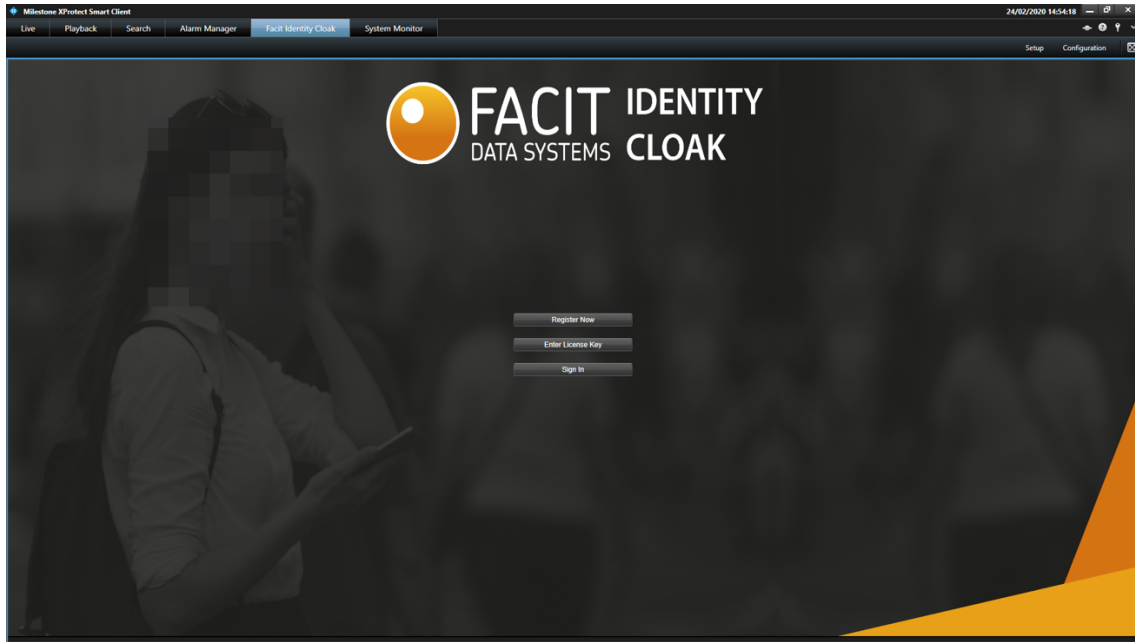 Milestone XProtect Smart Client
24/02/2020 14:54:18
Live Playback Search Alarm Manager Facit Identity Cloak System Monitor
Setup Configuration
FACIT IDENTITY
DATA SYSTEMS CLOAK
Register Now
Enter License Key
Sign In